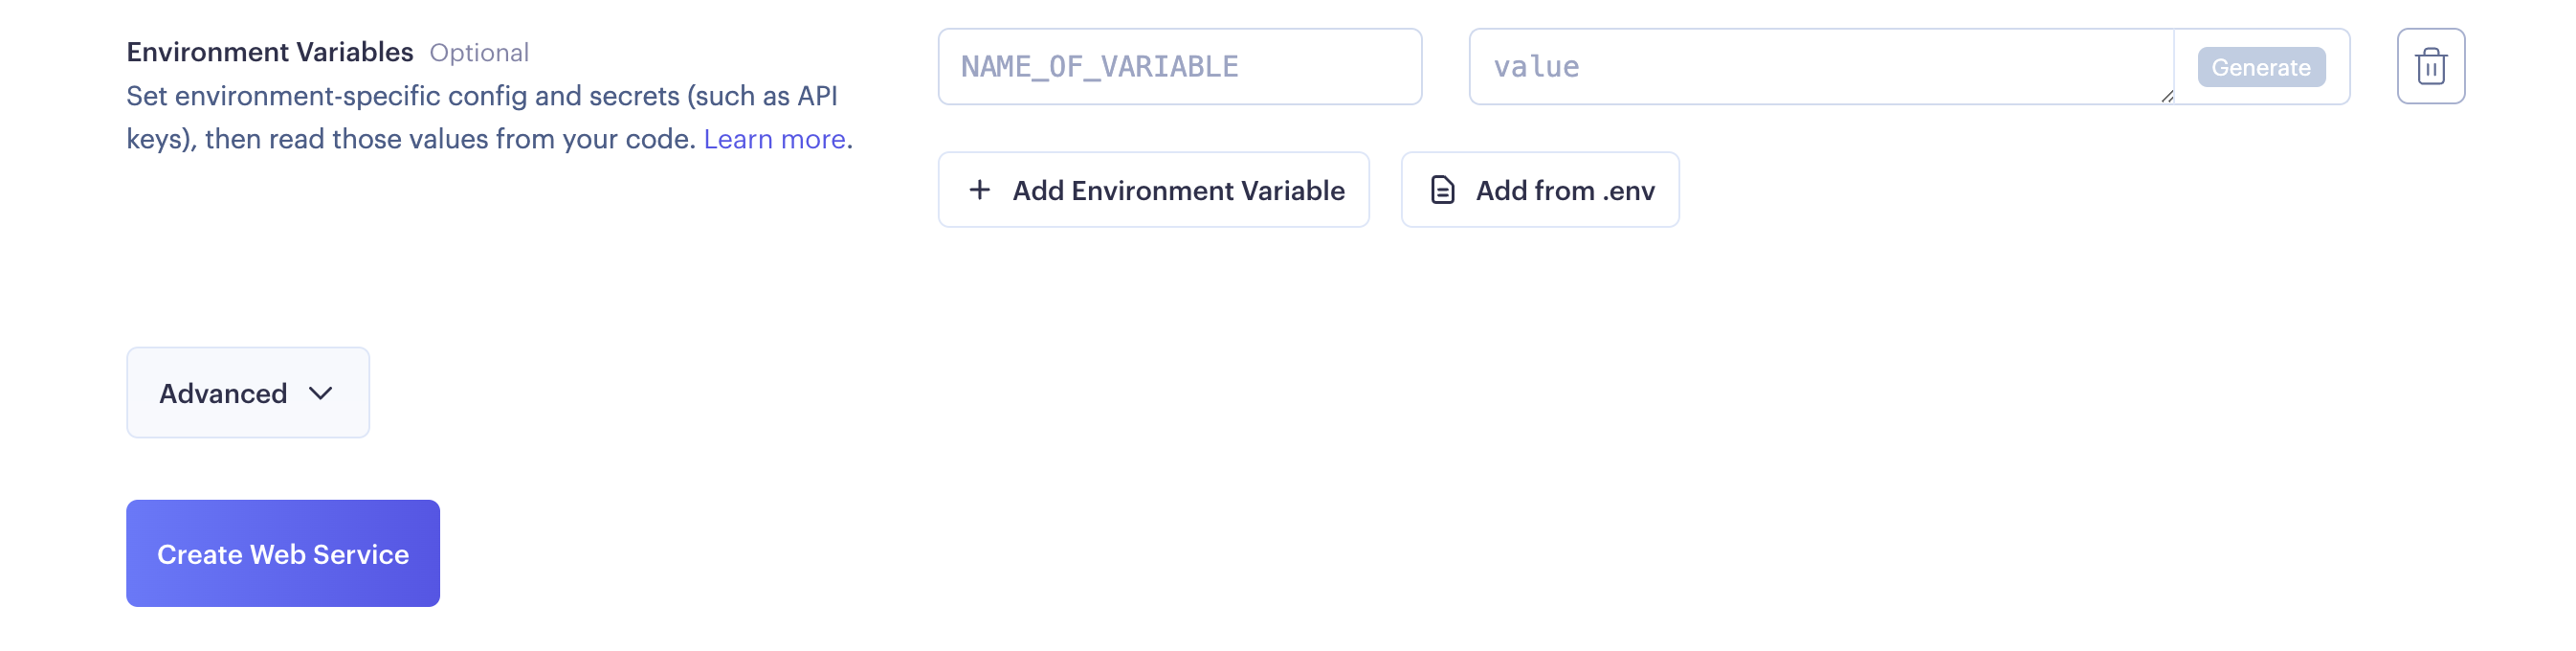 Environment Variables Optional
Set environment-specific config and secrets (such as API
keys), then read those values from your code. Learn more.
NAME_OF_VARIABLE
value
Generate
Add Environment Variable
Add from .env
Advanced
Create Web Service